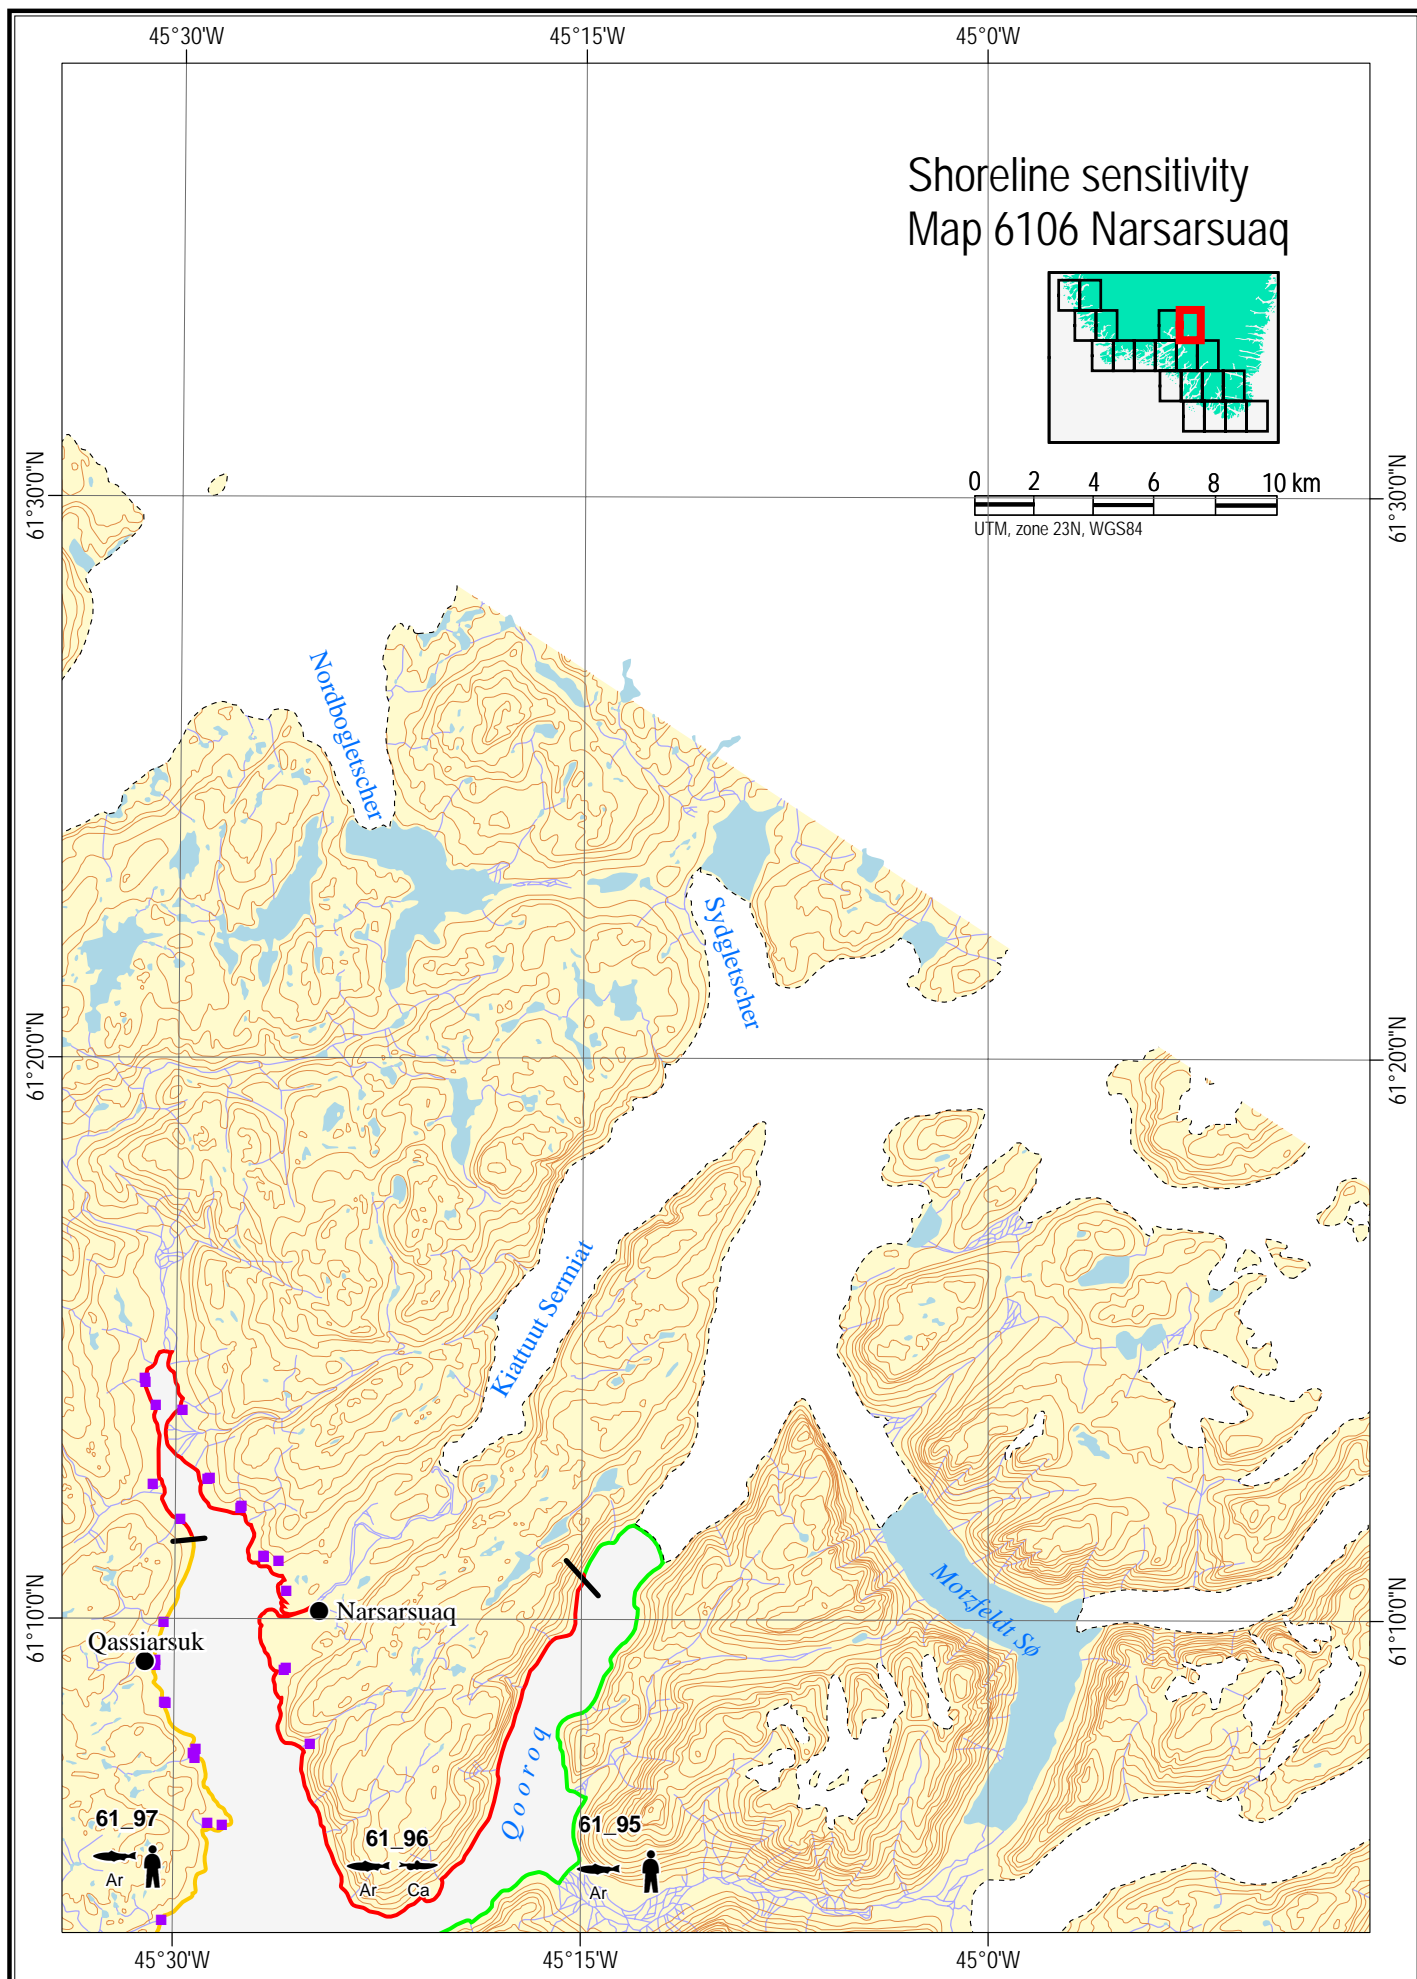 45°30'W 45°15'W 45°0'W
Shoreline sensitivity
Map 6106 Narsarsuaq
0 2 4 6 8 10 km
UTM, zone 23N, WGS84
61°30'0"N 61°30'0"N
Nordbogletscher
Sydgletscher
61°20'0"N 61°20'0"N
Kiattuut Sermiat
Motzfeldt Sø
61°10'0"N 61°10'0"N
Narsarsuaq
Qassiarsuk
Qooroq
61_97
Ar
61_96
Ar Ca
61_95
Ar
45°30'W 45°15'W 45°0'W